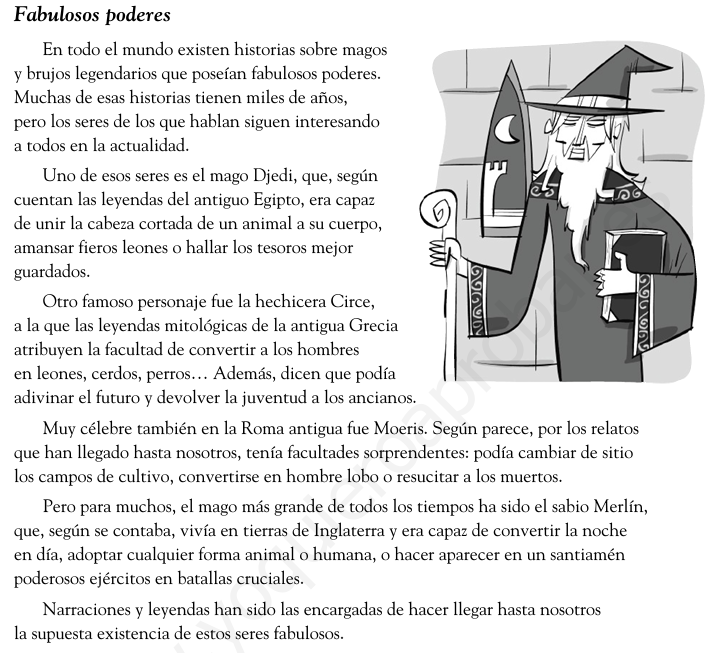 Fabulosos poderes
En todo el mundo existen historias sobre magos
y brujos legendarios que poseían fabulosos poderes.
Muchas de esas historias tienen miles de años,
pero los seres de los que hablan siguen interesando
a todos en la actualidad.
Uno de esos seres es el mago Djedi, que, según
cuentan las leyendas del antiguo Egipto, era capaz
de unir la cabeza cortada de un animal a su cuerpo,
amansar fieros leones o hallar los tesoros mejor
guardados.
Otro famoso personaje fue la hechicera Circe,
a la que las leyendas mitológicas de la antigua Grecia
atribuyen la facultad de convertir a los hombres
en leones, cerdos, perros… Además, dicen que podía
adivinar el futuro y devolver la juventud a los ancianos.
Muy célebre también en la Roma antigua fue Moeris. Según parece, por los relatos
que han llegado hasta nosotros, tenía facultades sorprendentes: podía cambiar de sitio
los campos de cultivo, convertirse en hombre lobo o resucitar a los muertos.
Pero para muchos, el mago más grande de todos los tiempos ha sido el sabio Merlín,
que, según se contaba, vivía en tierras de Inglaterra y era capaz de convertir la noche
en día, adoptar cualquier forma animal o humana, o hacer aparecer en un santiamén
poderosos ejércitos en batallas cruciales.
Narraciones y leyendas han sido las encargadas de hacer llegar hasta nosotros
la supuesta existencia de estos seres fabulosos.